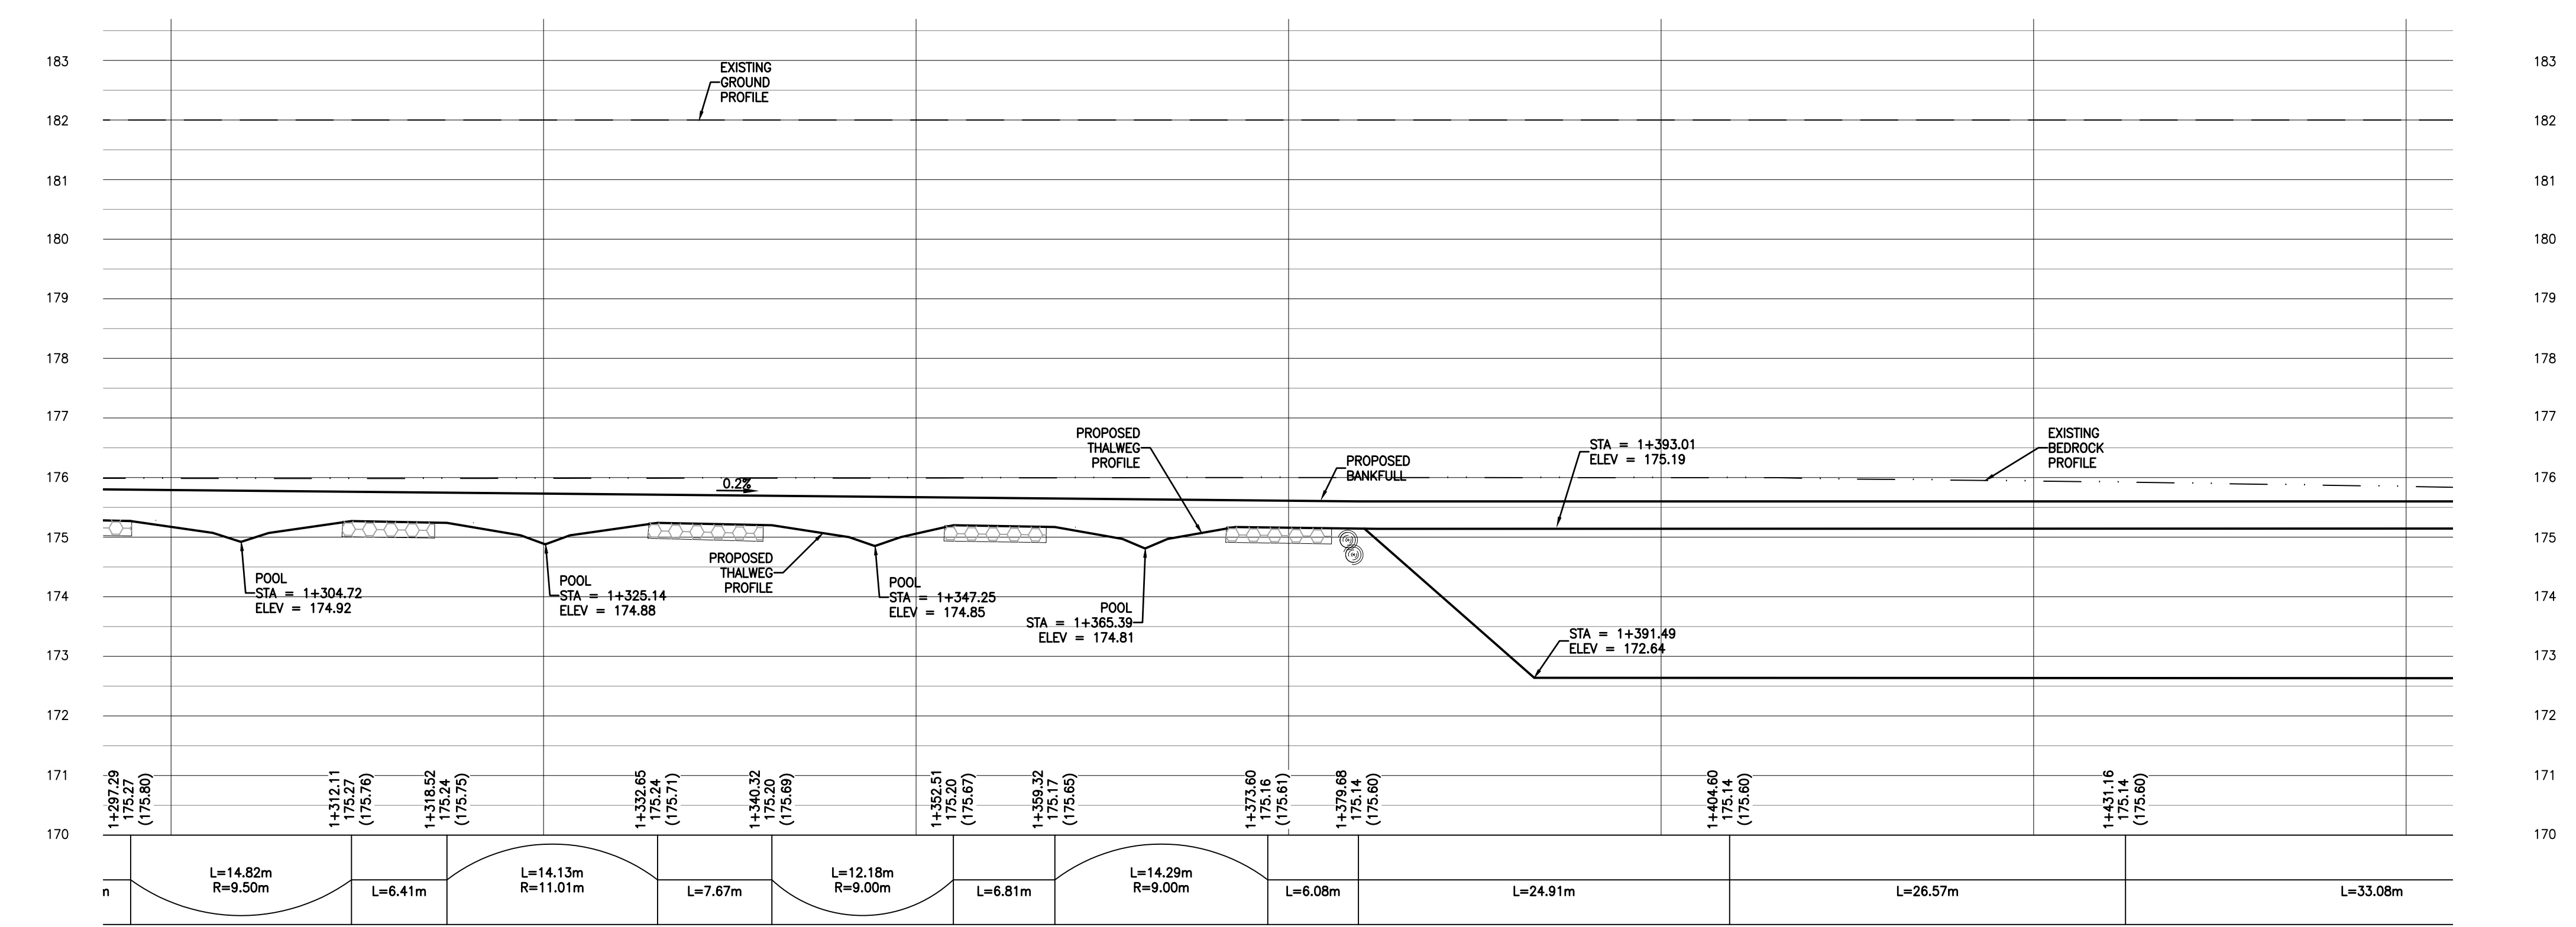 183
183
182
182
181
181
180
180
179
179
178
178
177
177
176
176
175
175
174
174
173
173
172
172
171
171
170
170
EXISTING
GROUND
PROFILE
0.2%
PROPOSED
THALWEG
PROFILE
PROPOSED
BANKFULL
STA = 1+393.01
ELEV = 175.19
EXISTING
BEDROCK
PROFILE
POOL
STA = 1+304.72
ELEV = 174.92
POOL
STA = 1+325.14
ELEV = 174.88
PROPOSED
THALWEG
PROFILE
POOL
STA = 1+347.25
ELEV = 174.85
POOL
STA = 1+365.39
ELEV = 174.81
STA = 1+391.49
ELEV = 172.64
1+297.29
175.27
(175.80)
1+312.11
175.27
(175.76)
1+318.52
175.24
(175.75)
1+332.65
175.24
(175.71)
1+340.32
175.20
(175.69)
1+352.51
175.20
(175.67)
1+359.32
175.17
(175.65)
1+373.60
175.16
(175.61)
1+379.68
175.14
(175.60)
1+404.60
175.14
(175.60)
1+431.16
175.14
(175.60)
m
L=14.82m
R=9.50m
L=6.41m
L=14.13m
R=11.01m
L=7.67m
L=12.18m
R=9.00m
L=6.81m
L=14.29m
R=9.00m
L=6.08m
L=24.91m
L=26.57m
L=33.08m